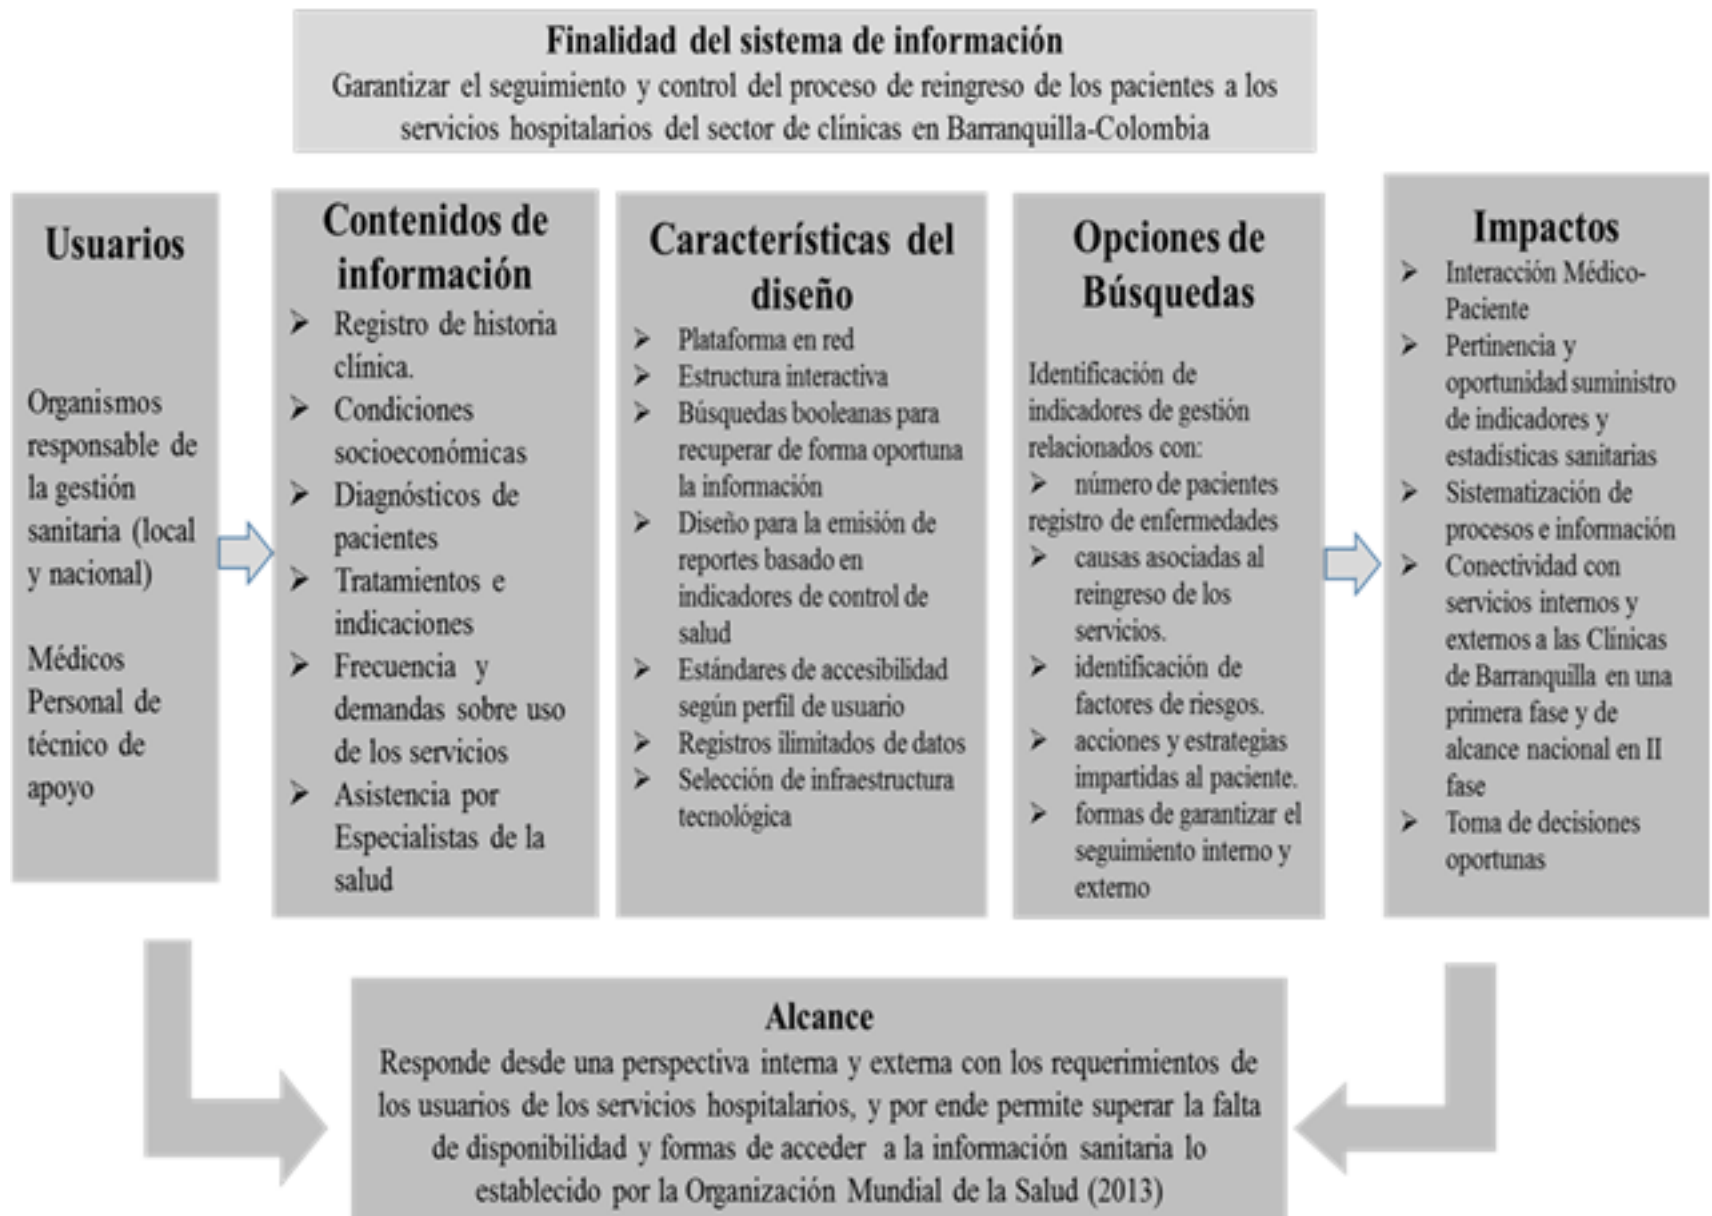 Finalidad del sistema de información
Garantizar el seguimiento y control del proceso de reingreso de los pacientes a los
servicios hospitalarios del sector de clínicas en Barranquilla-Colombia
Usuarios
Organismos
responsable de
la gestión
sanitaria (local
y nacional)
Médicos
Personal de
técnico de
apoyo
Contenidos de
información
➢ Registro de historia
clínica.
➢ Condiciones
socioeconómicas
➢ Diagnósticos de
pacientes
➢ Tratamientos e
indicaciones
➢ Frecuencia y
demandas sobre uso
de los servicios
➢ Asistencia por
Especialistas de la
salud
Características del
diseño
➢ Plataforma en red
➢ Estructura interactiva
➢ Búsquedas booleanas para
recuperar de forma oportuna
la información
➢ Diseño para la emisión de
reportes basado en
indicadores de control de
salud
➢ Estándares de accesibilidad
según perfil de usuario
➢ Registros ilimitados de datos
➢ Selección de infraestructura
tecnológica
Opciones de
Búsquedas
Identificación de
indicadores de gestión
relacionados con:
➢ número de pacientes
registro de enfermedades
➢ causas asociadas al
reingreso de los
servicios.
➢ identificación de
factores de riesgos.
➢ acciones y estrategias
impartidas al paciente.
➢ formas de garantizar el
seguimiento interno y
externo
Impactos
➢ Interacción Médico-
Paciente
➢ Pertinencia y
oportunidad suministro
de indicadores y
estadísticas sanitarias
➢ Sistematización de
procesos e información
➢ Conectividad con
servicios internos y
externos a las Clínicas
de Barranquilla en una
primera fase y de
alcance nacional en II
fase
➢ Toma de decisiones
oportunas
Alcance
Responde desde una perspectiva interna y externa con los requerimientos de
los usuarios de los servicios hospitalarios, y por ende permite superar la falta
de disponibilidad y formas de acceder a la información sanitaria lo
establecido por la Organización Mundial de la Salud (2013)